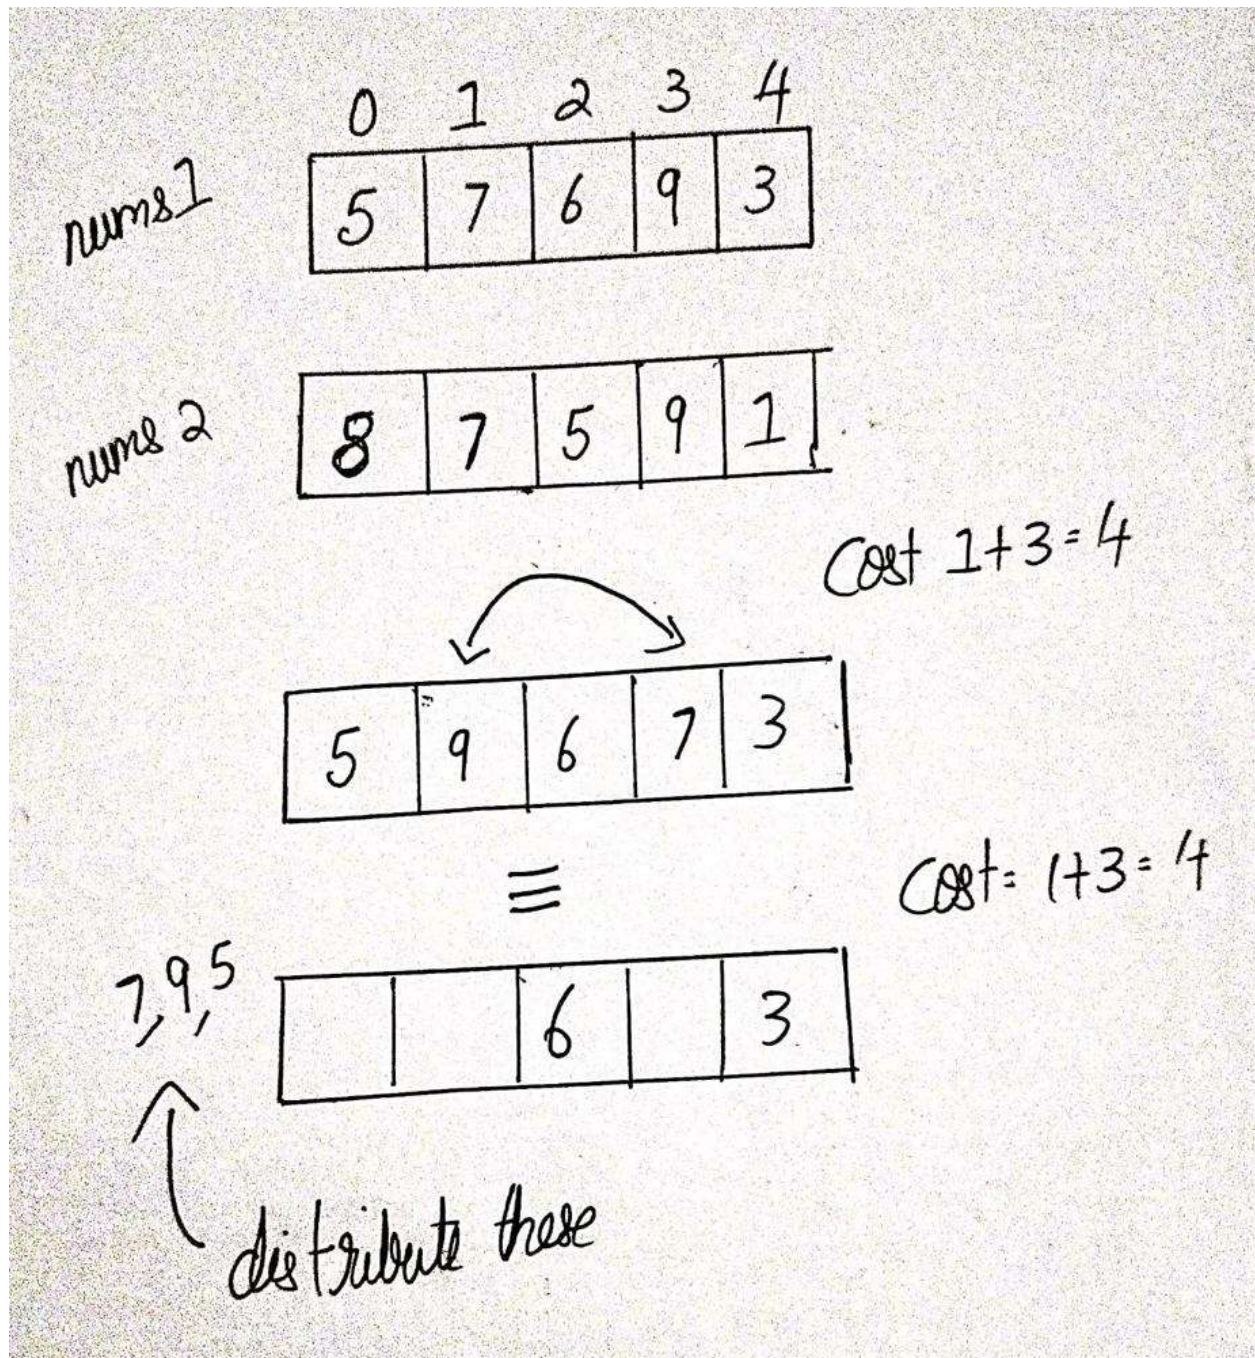 0 1 2 3 4
nums1 5 7 6 9 3
nums 2 8 7 5 9 1
Cost 1+3=4
5 9 6 7 3
≡
Cost= 1+3=4
7,9,5 6 3
distribute these